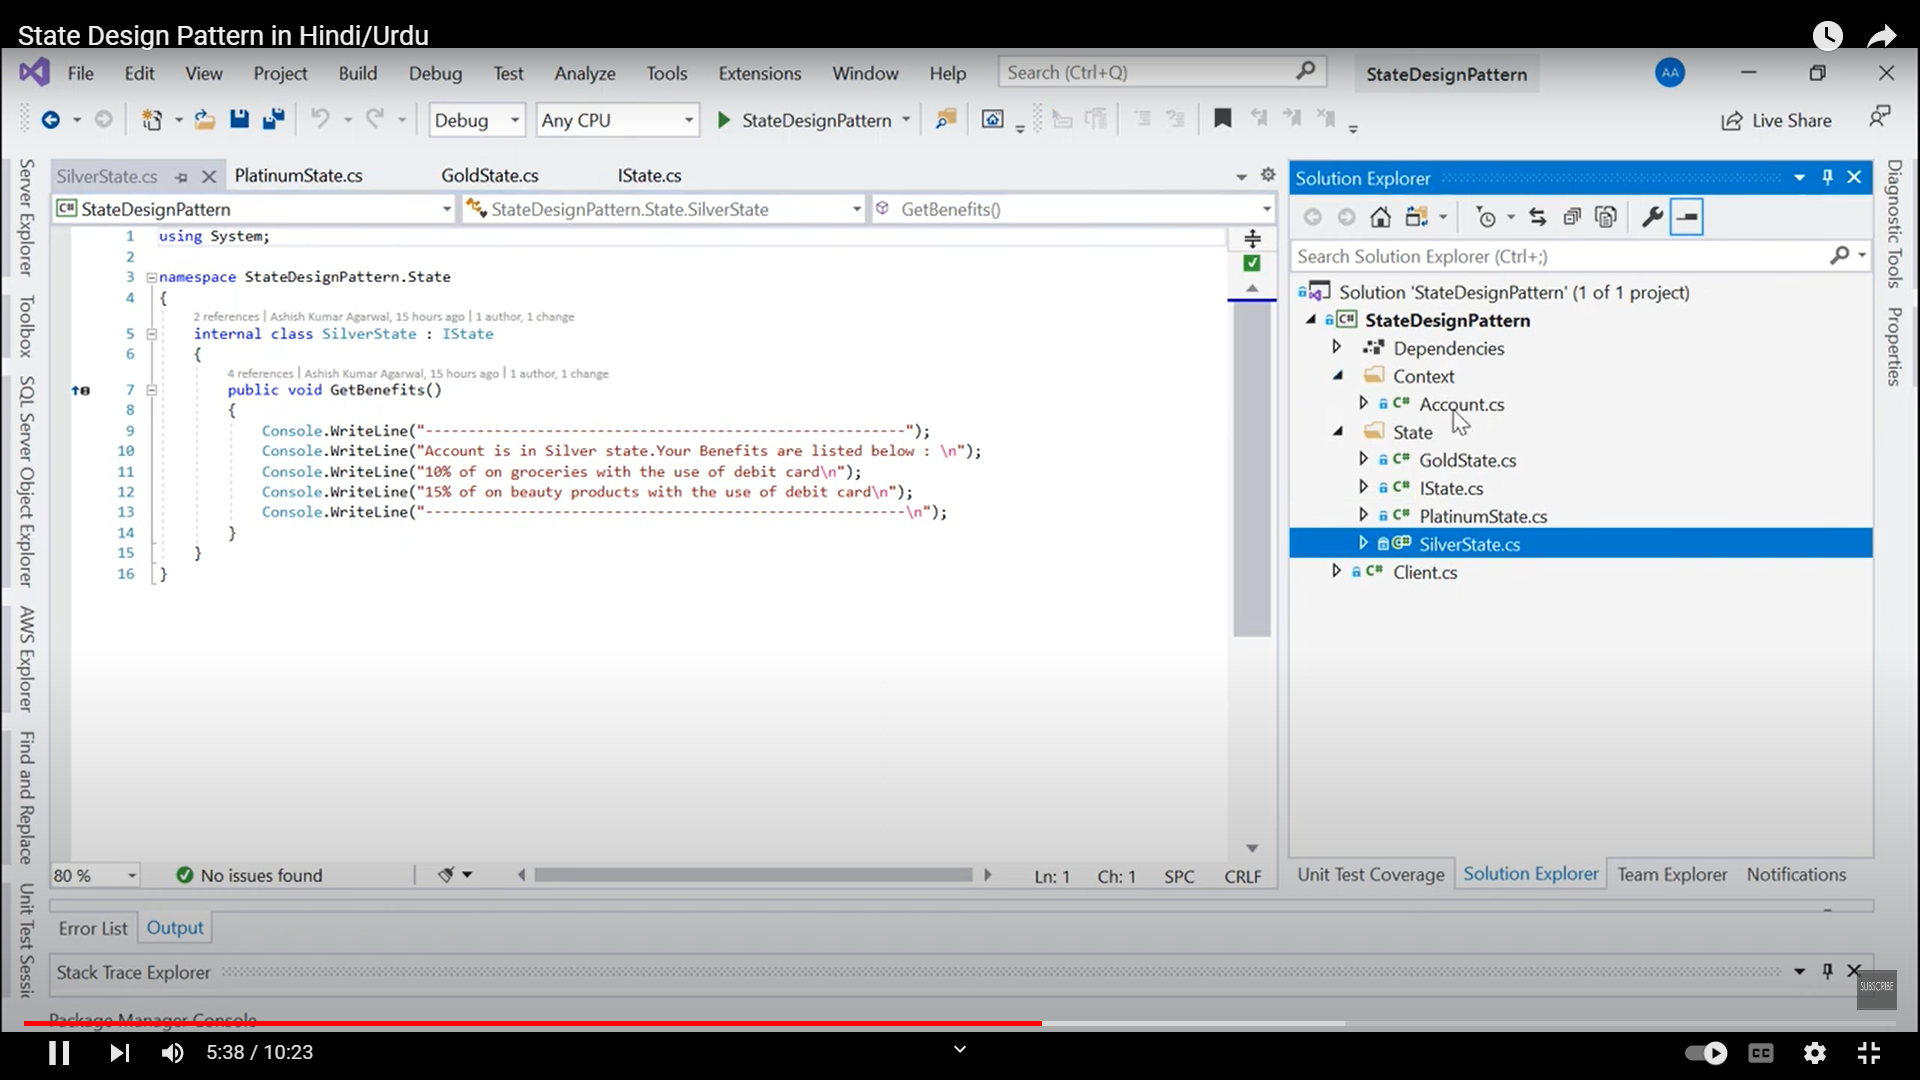 State Design Pattern in Hindi/Urdu
File Edit View Project Build Debug Test Analyze Tools Extensions Window Help Search (Ctrl+Q) StateDesignPattern AA
Debug Any CPU StateDesignPattern Live Share
SilverState.cs PlatinumState.cs GoldState.cs IState.cs
StateDesignPattern StateDesignPattern.State.SilverState GetBenefits()
1 using System;
2
3 namespace StateDesignPattern.State
4 {
2 references | Ashish Kumar Agarwal, 15 hours ago | 1 author, 1 change
5 internal class SilverState : IState
6 {
4 references | Ashish Kumar Agarwal, 15 hours ago | 1 author, 1 change
7 public void GetBenefits()
8 {
9 Console.WriteLine("--------------------------------------------------------");
10 Console.WriteLine("Account is in Silver state.Your Benefits are listed below : \n");
11 Console.WriteLine("10% of on groceries with the use of debit card\n");
12 Console.WriteLine("15% of on beauty products with the use of debit card\n");
13 Console.WriteLine("--------------------------------------------------------\n");
14 }
15 }
16 }
80 % No issues found Ln: 1 Ch: 1 SPC CRLF
Error List Output
Stack Trace Explorer
Package Manager Console
Server Explorer
Toolbox
SQL Server Object Explorer
AWS Explorer
Find and Replace
Unit Test Sessic
Solution Explorer
Search Solution Explorer (Ctrl+;)
Solution 'StateDesignPattern' (1 of 1 project)
C# StateDesignPattern
Dependencies
Context
C# Account.cs
State
C# GoldState.cs
C# IState.cs
C# PlatinumState.cs
C# SilverState.cs
C# Client.cs
Unit Test Coverage Solution Explorer Team Explorer Notifications
Diagnostic Tools
Properties
SUBSCRIBE
5:38 / 10:23
CC